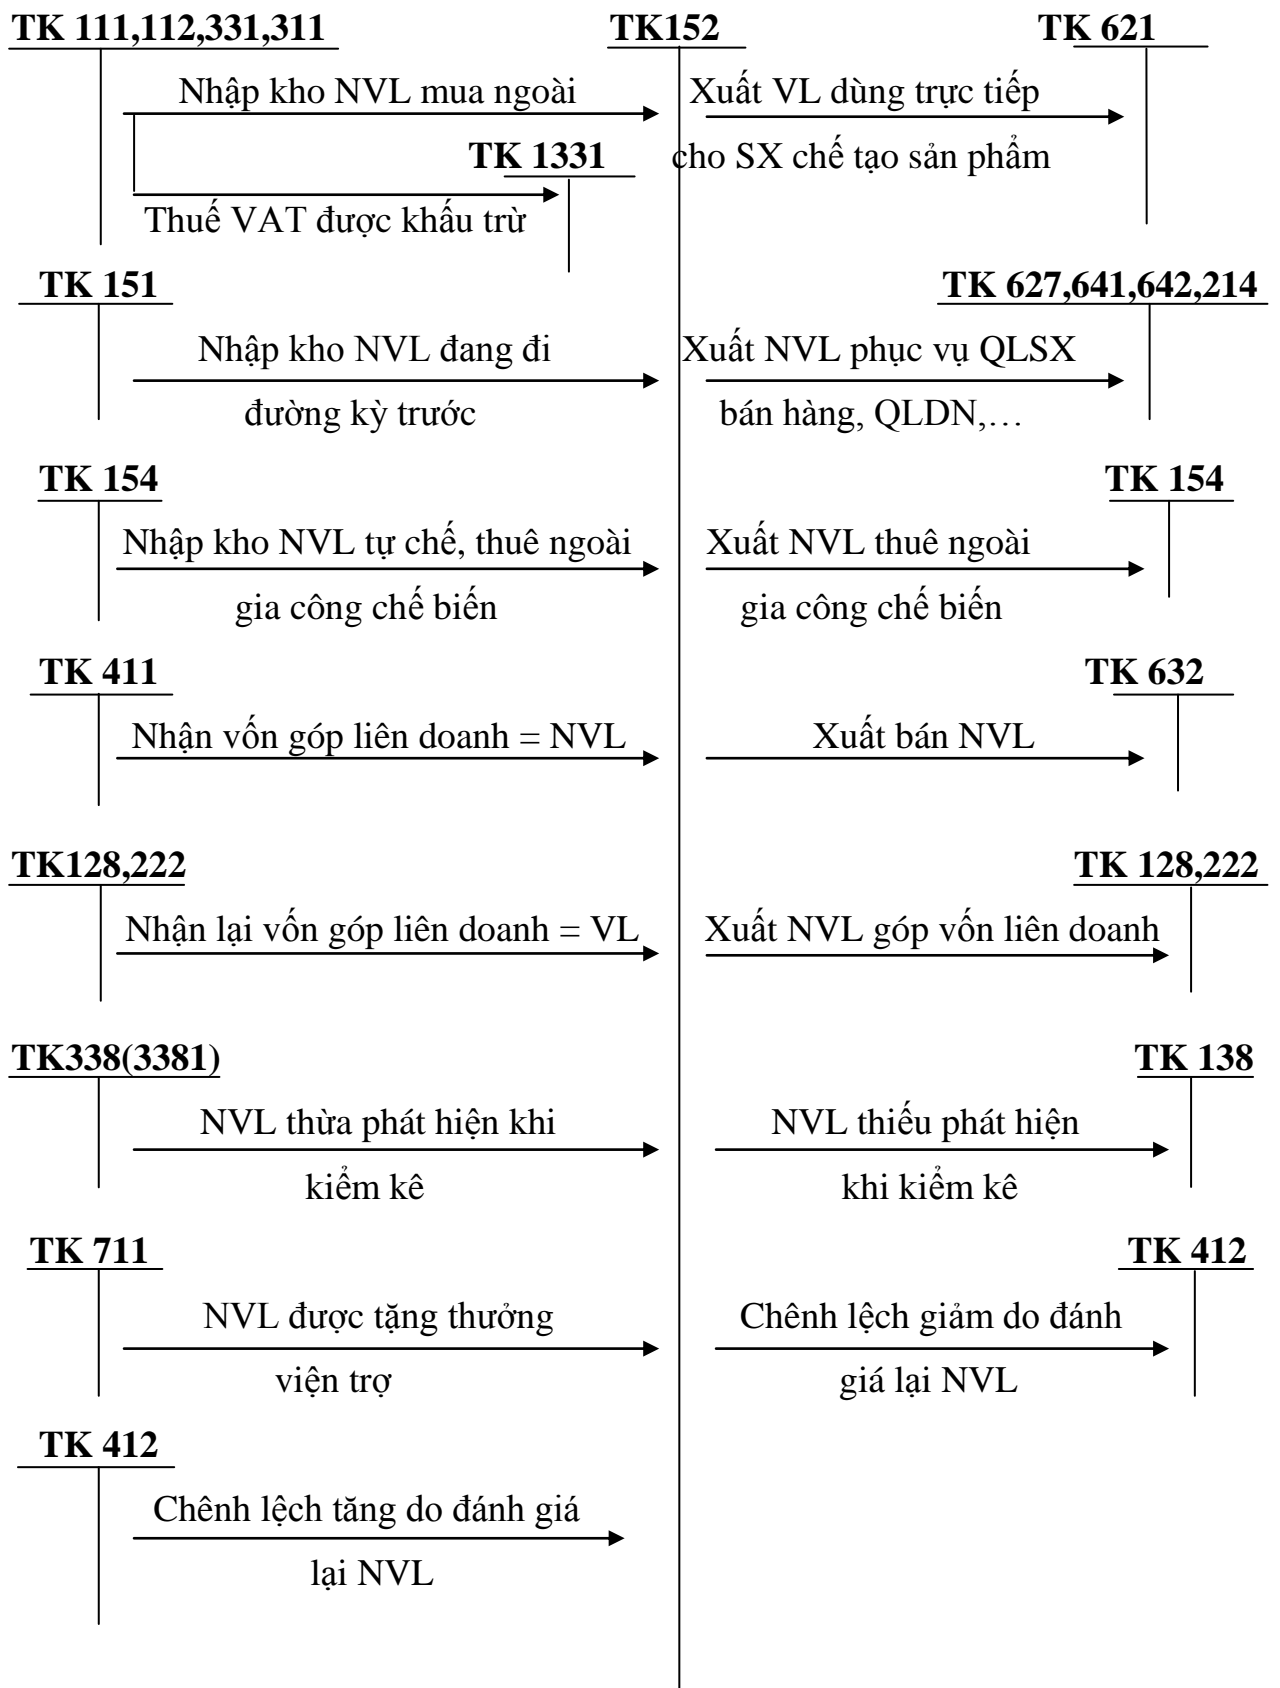 TK 111,112,331,311 TK152 TK 621
Nhập kho NVL mua ngoài Xuất VL dùng trực tiếp
TK 1331 cho SX chế tạo sản phẩm
Thuế VAT được khấu trừ
TK 151 TK 627,641,642,214
Nhập kho NVL đang đi Xuất NVL phục vụ QLSX
đường kỳ trước bán hàng, QLDN,…
TK 154 TK 154
Nhập kho NVL tự chế, thuê ngoài Xuất NVL thuê ngoài
gia công chế biến gia công chế biến
TK 411 TK 632
Nhận vốn góp liên doanh = NVL Xuất bán NVL
TK128,222 TK 128,222
Nhận lại vốn góp liên doanh = VL Xuất NVL góp vốn liên doanh
TK338(3381) TK 138
NVL thừa phát hiện khi NVL thiếu phát hiện
kiểm kê khi kiểm kê
TK 711 TK 412
NVL được tặng thưởng Chênh lệch giảm do đánh
viện trợ giá lại NVL
TK 412
Chênh lệch tăng do đánh giá
lại NVL